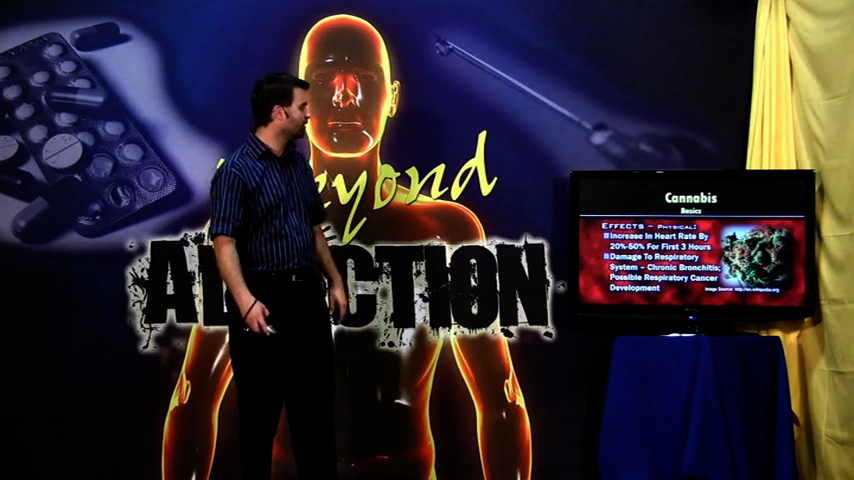 Beyond
ADDICTION
Cannabis
Basics
EFFECTS – PHYSICAL:
Increase In Heart Rate By
20%-50% For First 3 Hours
Damage To Respiratory
System – Chronic Bronchitis;
Possible Respiratory Cancer
Development
Image Source: http://en.wikipedia.org